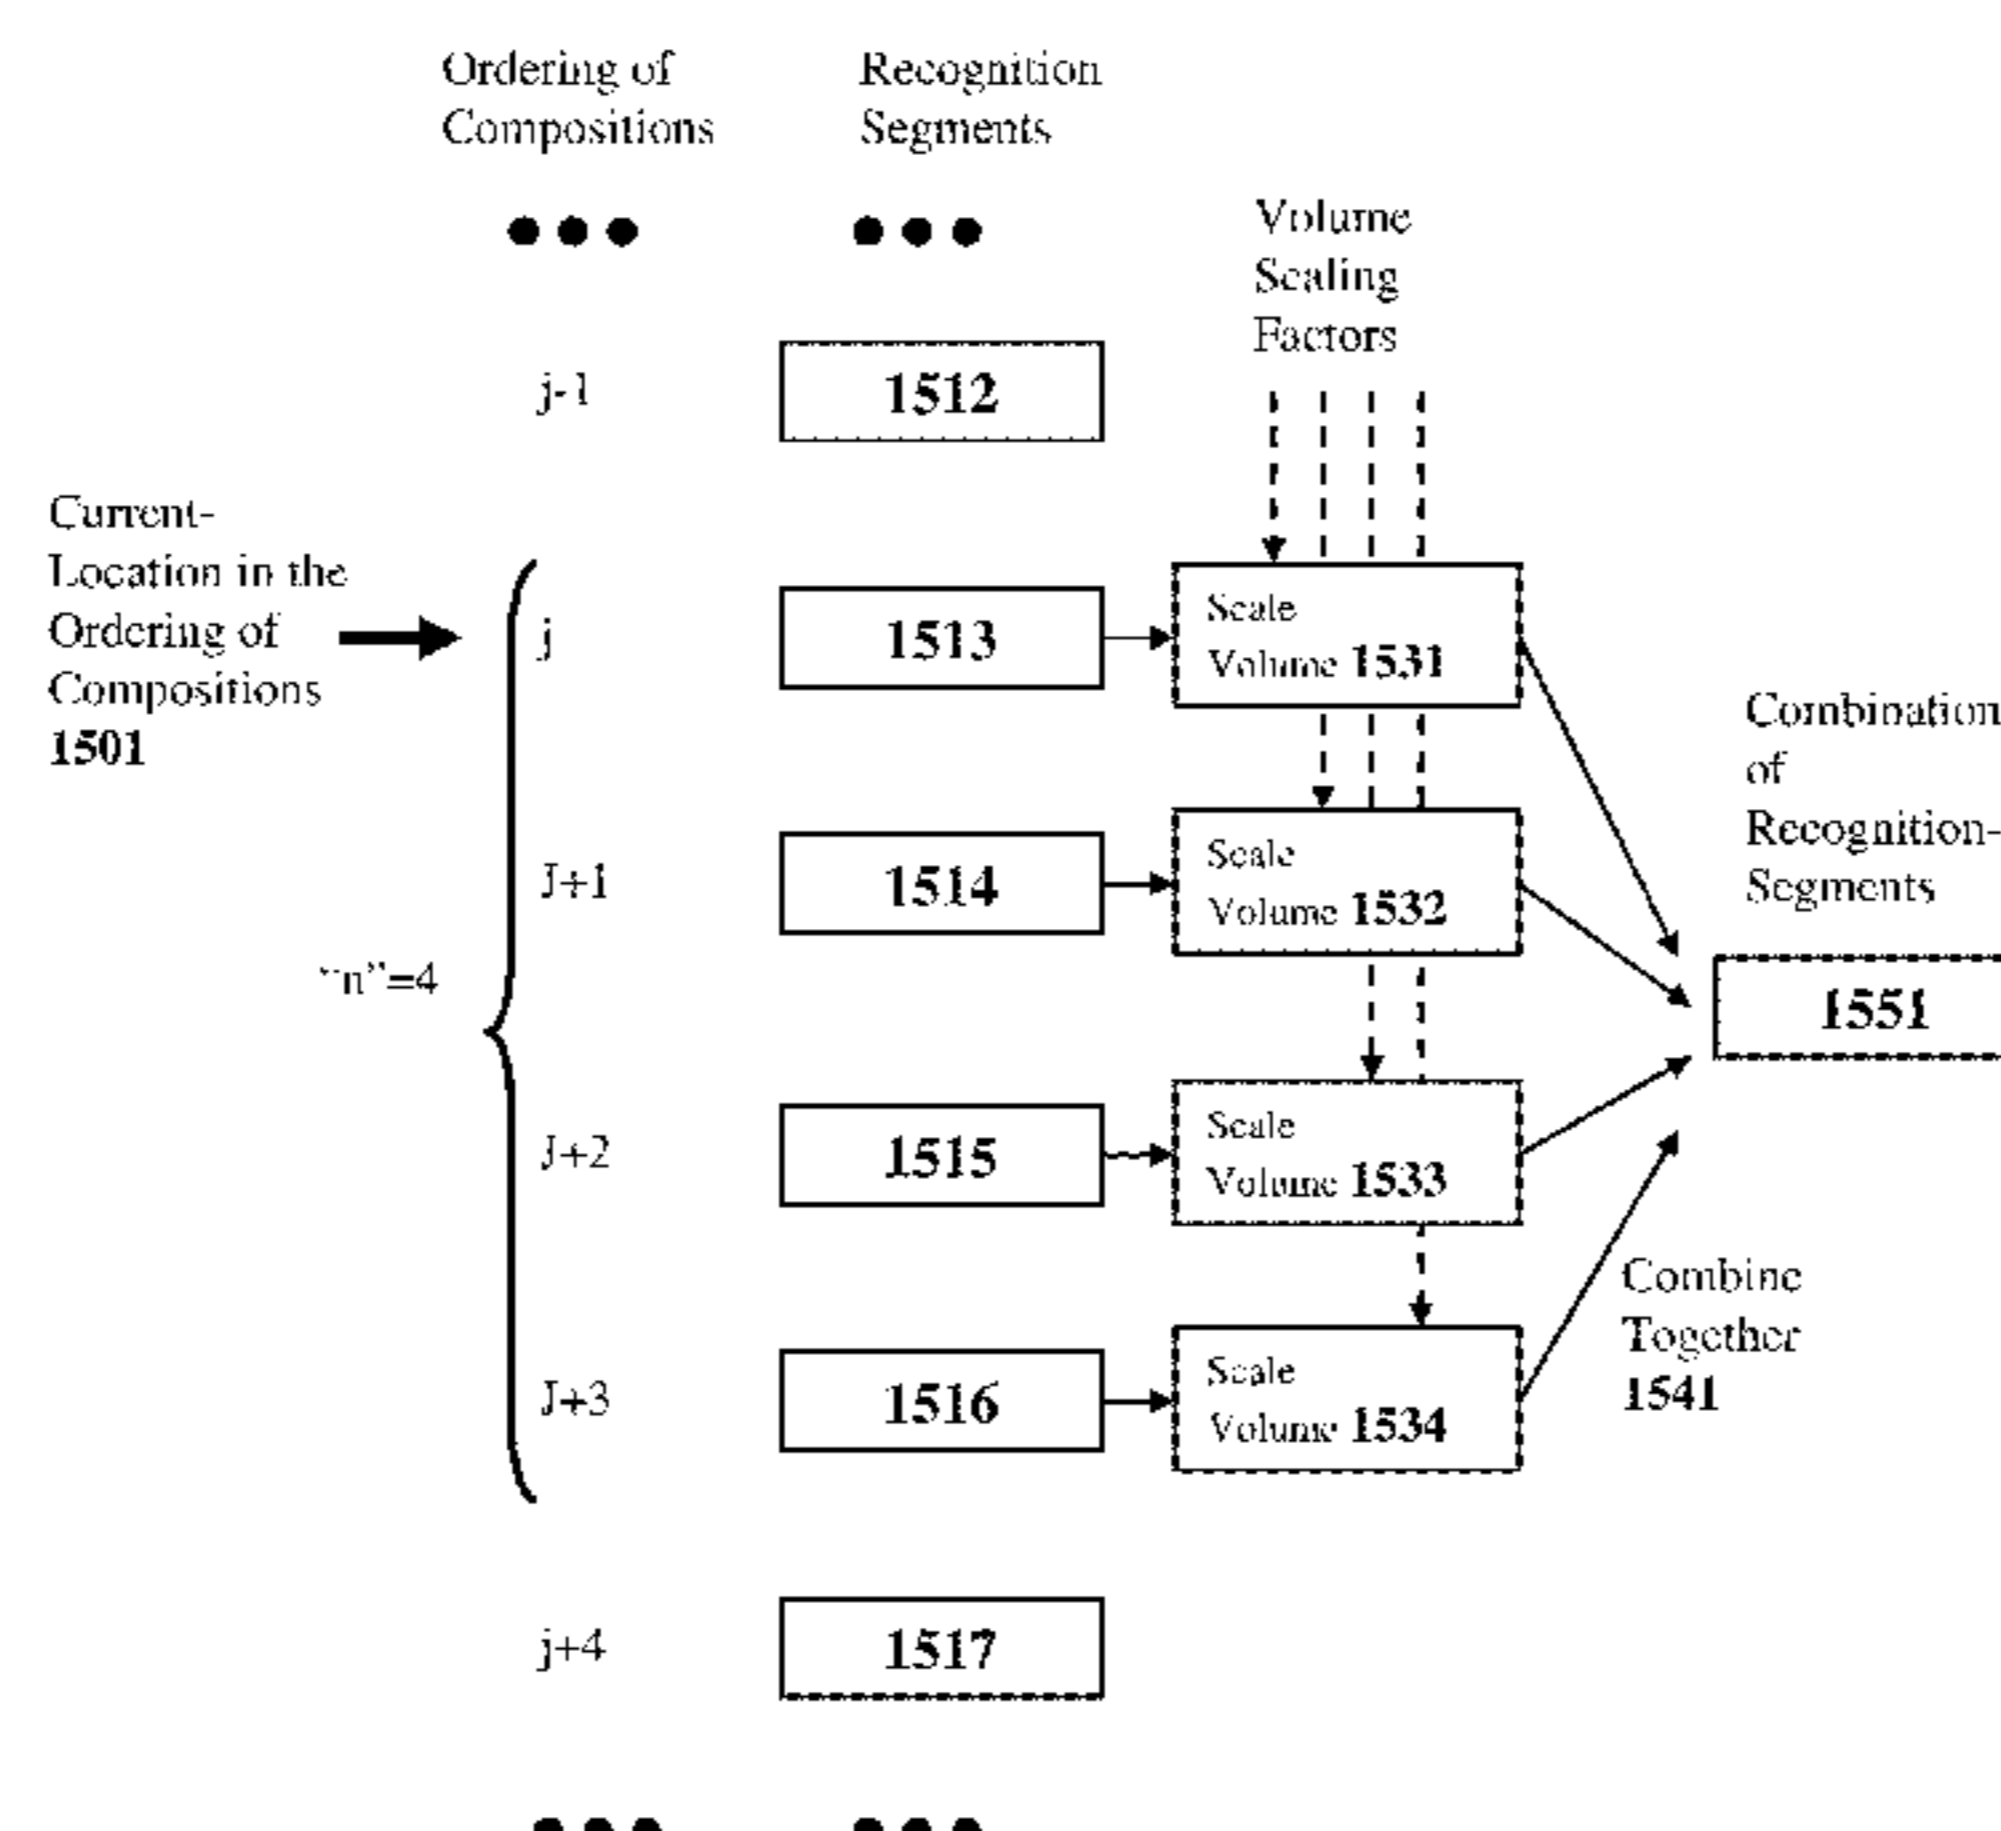 Ordering of
Compositions
Recognition
Segments
Volume
Scaling
Factors
j-1
1512
Current-
Location in the
Ordering of
Compositions
1501
j
1513
Scale
Volume 1531
Combination
of
Recognition-
Segments
J+1
1514
Scale
Volume 1532
"n"=4
1551
J+2
1515
Scale
Volume 1533
Combine
Together
1541
J+3
1516
Scale
Volume 1534
j+4
1517